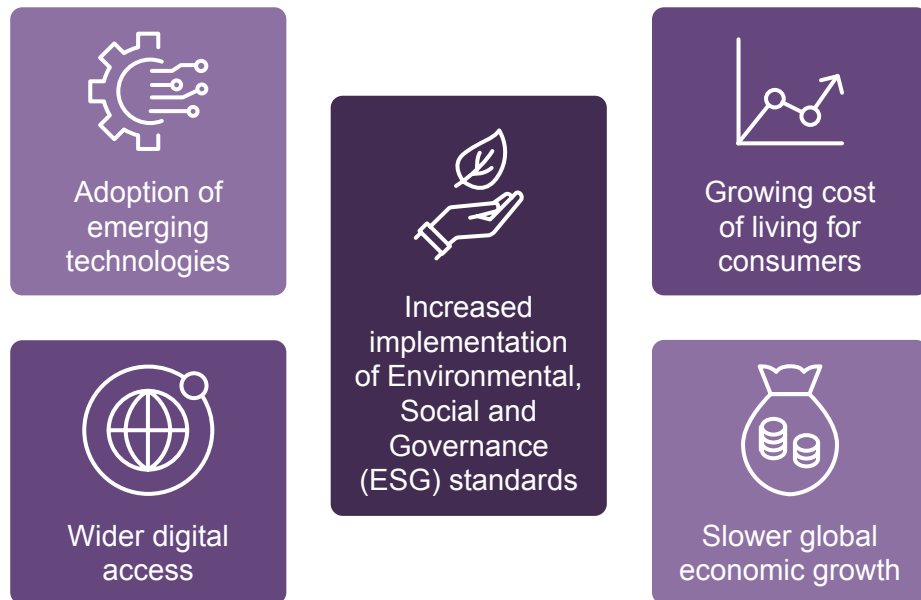 Adoption of
emerging
technologies
Wider digital
access
Increased
implementation
of Environmental,
Social and
Governance
(ESG) standards
Growing cost
of living for
consumers
Slower global
economic growth